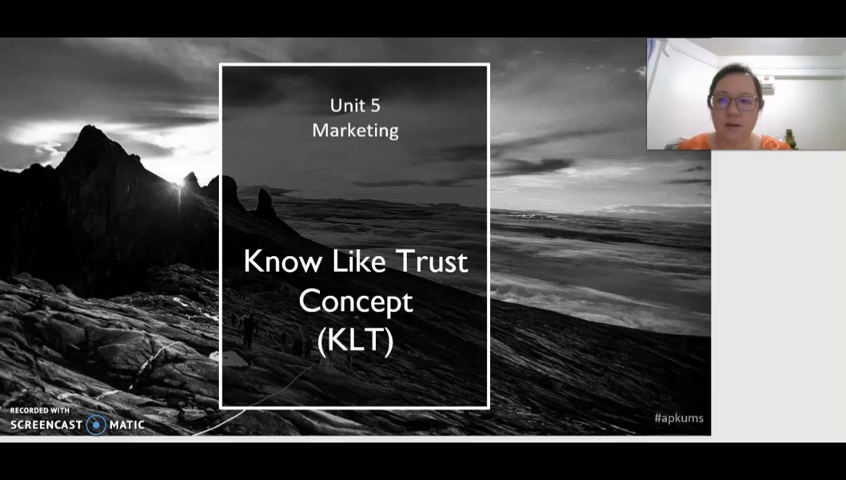 Unit 5
Marketing
Know Like Trust
Concept
(KLT)
RECORDED WITH
SCREENCAST MATIC
#apkums